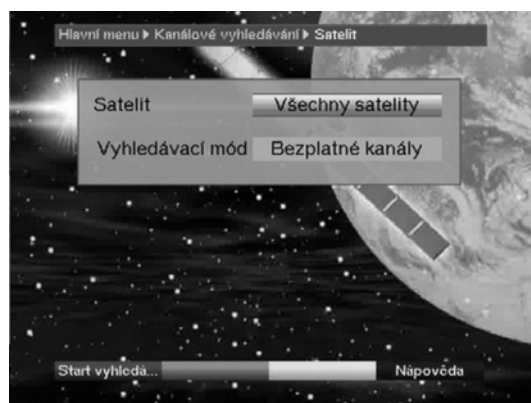 Hlavní menu ▶ Kanálové vyhledávání ▶ Satelit
Satelit Všechny satelity
Vyhledávací mód Bezplatné kanály
Start vyhledá... Nápověda